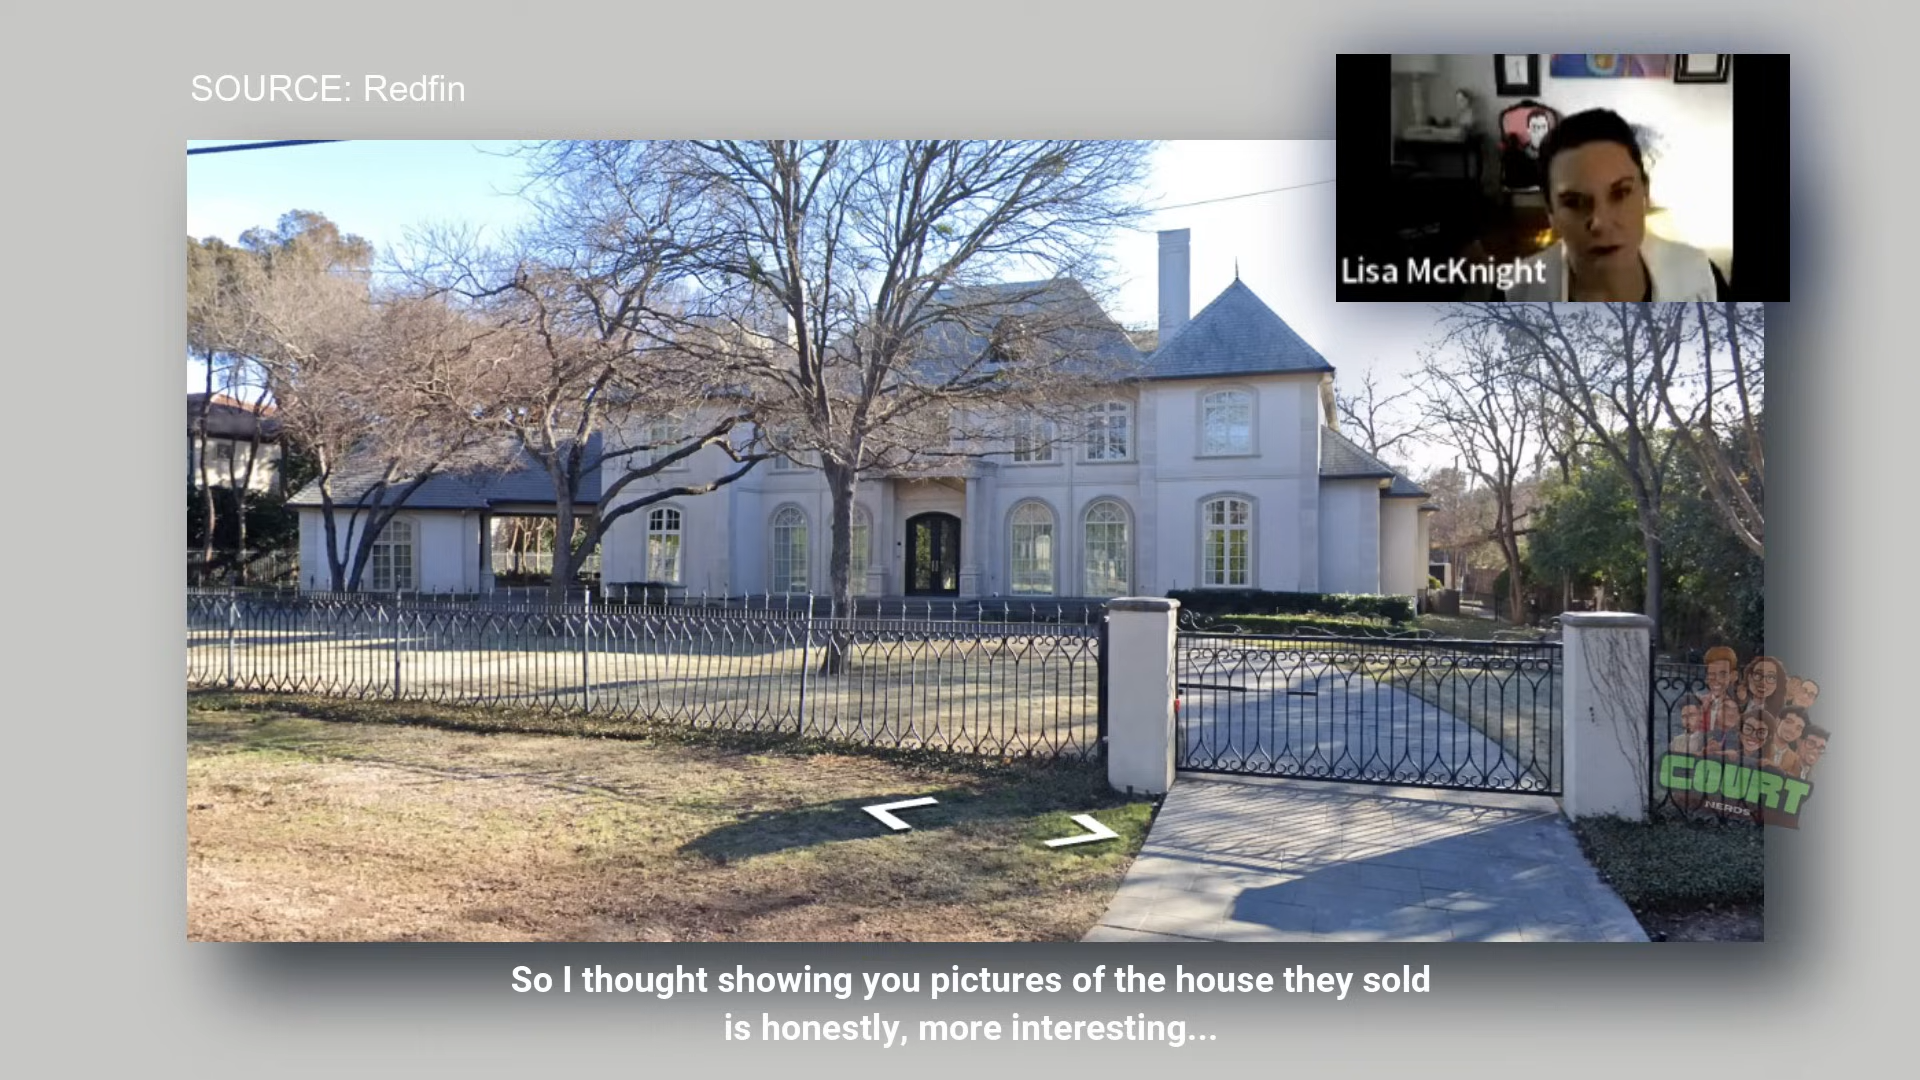 SOURCE: Redfin
Lisa McKnight
COURT
NERDS
So I thought showing you pictures of the house they sold
is honestly, more interesting...